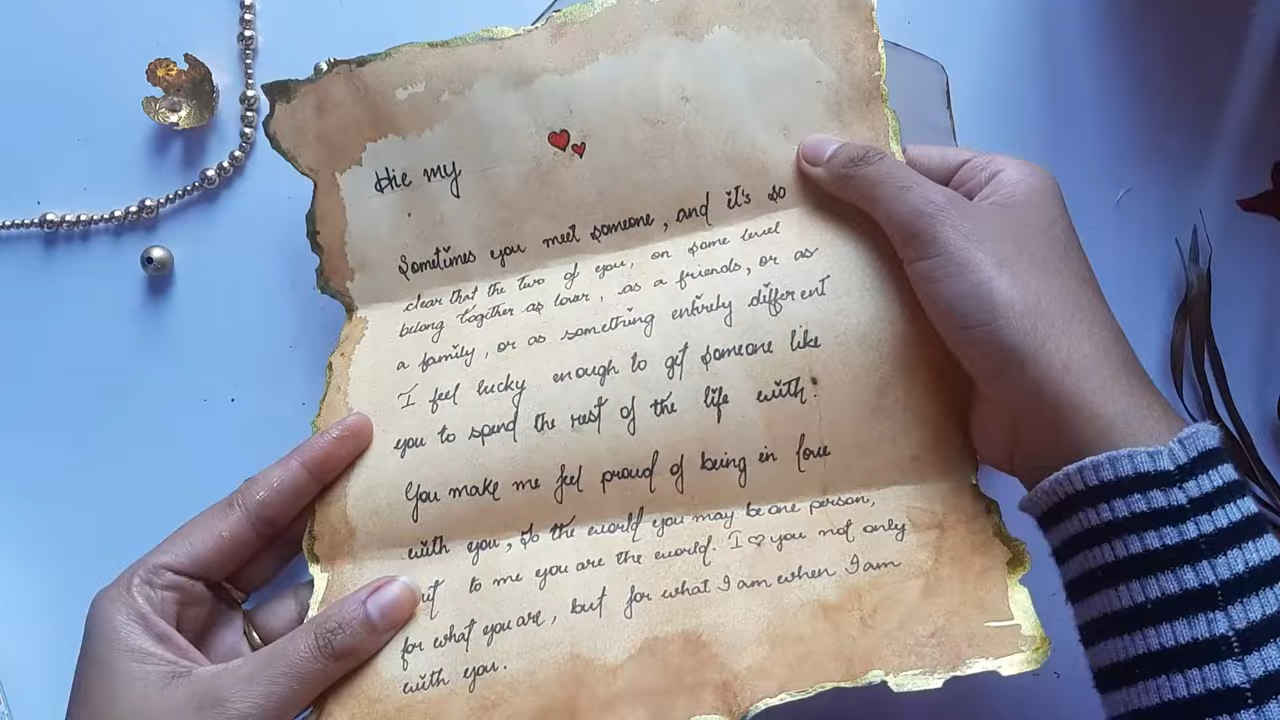 Hie my
Sometimes you meet someone, and it's so
clear that the two of you, on some level
belong together as lover, as a friends, or as
a family, or as something entirely different
I feel lucky enough to get someone like
you to spend the rest of the life with:
You make me feel proud of being in love
with you, to the world you may be one person,
ut to me you are the world. I ♡ you not only
for what you are, but for what I am when I am
with you.